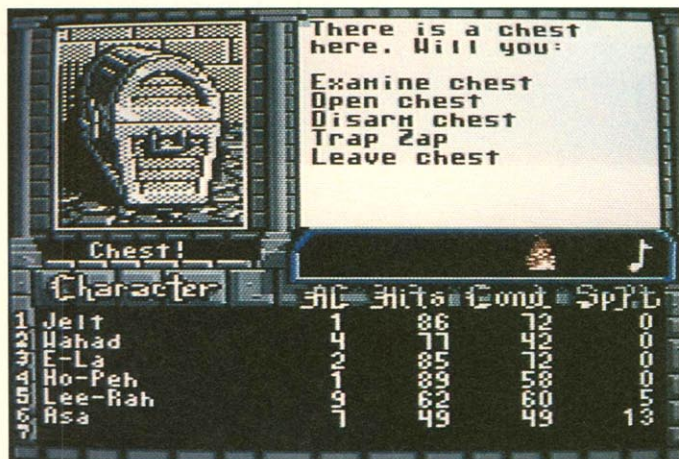 There is a chest
here. Will you:
Examine chest
Open chest
Disarm chest
Trap Zap
Leave chest
Chest!
Character AC Hits Cond SpPt
1 Jelt 1 86 72 0
2 Wahad 4 77 42 0
3 E-La 2 85 72 0
4 Ho-Peh 1 89 58 0
5 Lee-Rah 9 62 60 5
6 Asa 7 49 49 13
7